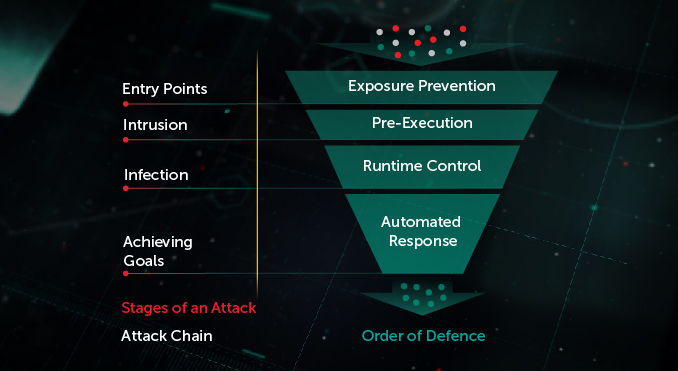 Entry Points
Exposure Prevention
Intrusion
Pre-Execution
Infection
Runtime Control
Achieving
Goals
Automated
Response
Stages of an Attack
Attack Chain
Order of Defence